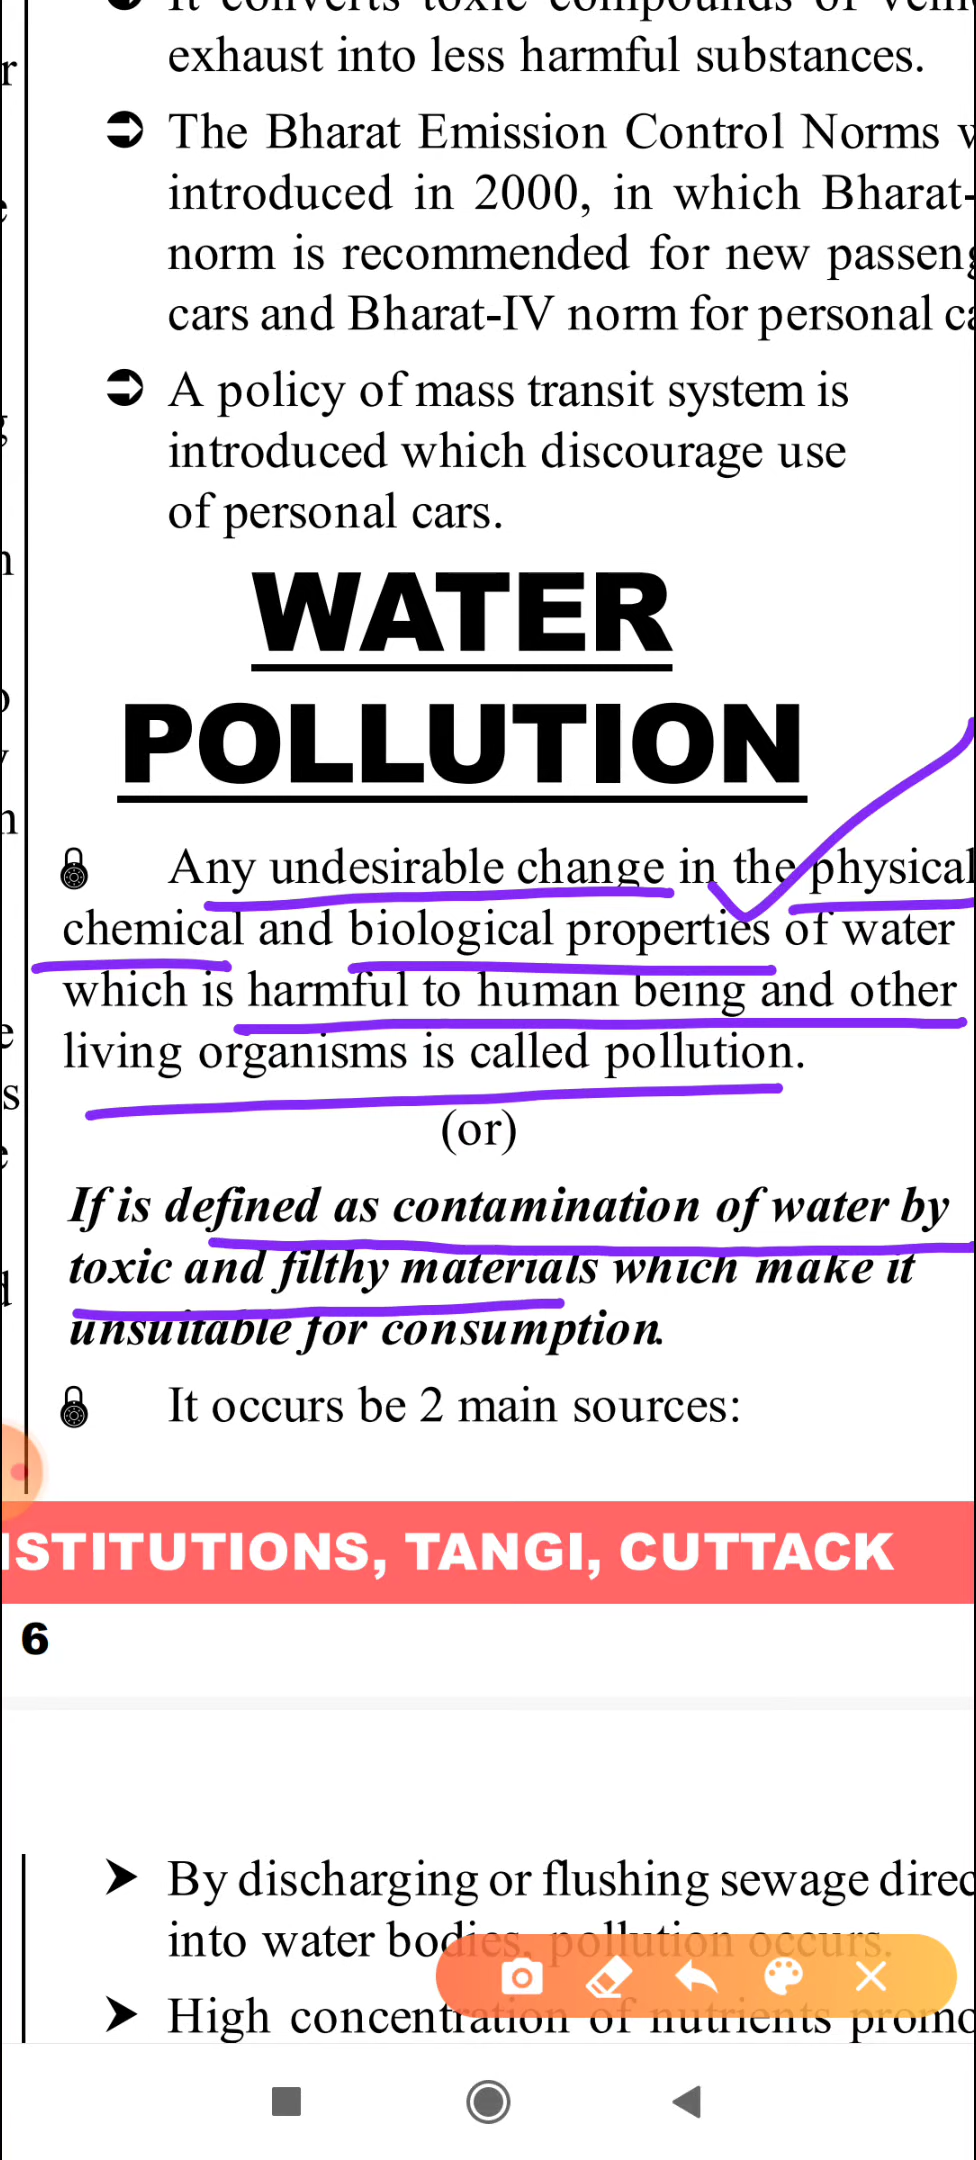 It converts toxic compounds of
exhaust into less harmful substances.
The Bharat Emission Control Norms
introduced in 2000, in which Bharat-
norm is recommended for new
cars and Bharat-IV norm for personal
A policy of mass transit system is
introduced which discourage use
of personal cars.
WATER
POLLUTION
Any undesirable change in the physical
chemical and biological properties of water
which is harmful to human being and other
living organisms is called pollution.
(or)
If is defined as contamination of water by
toxic and filthy materials which make it
unsuitable for consumption.
It occurs be 2 main sources:
TANGI, CUTTACK
6
By discharging or flushing sewage
into water bodies, pollution occurs.
High concentration of nutrients